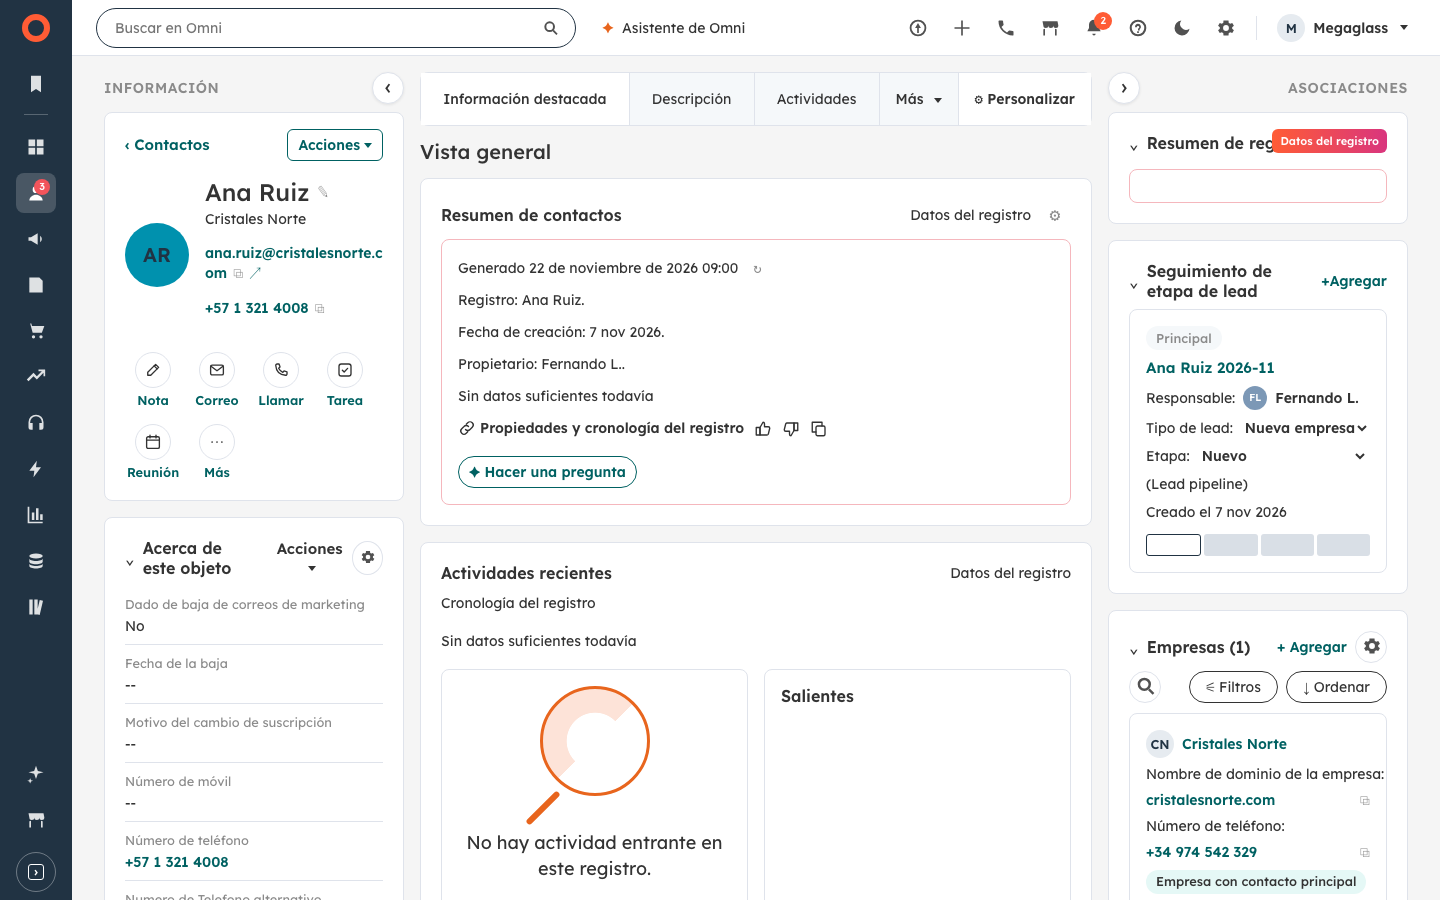 Buscar en Omni
Asistente de Omni
2
M
Megaglass
3
INFORMACIÓN
‹ Contactos
Acciones
Ana Ruiz
Cristales Norte
AR
ana.ruiz@cristalesnorte.c
om
+57 1 321 4008
Nota
Correo
Llamar
Tarea
Reunión
Más
Acerca de
este objeto
Acciones
Dado de baja de correos de marketing
No
Fecha de la baja
--
Motivo del cambio de suscripción
--
Número de móvil
--
Número de teléfono
+57 1 321 4008
Numero de Telefono alternativo
Información destacada
Descripción
Actividades
Más
Personalizar
Vista general
Resumen de contactos
Datos del registro
Generado 22 de noviembre de 2026 09:00
Registro: Ana Ruiz.
Fecha de creación: 7 nov 2026.
Propietario: Fernando L..
Sin datos suficientes todavía
Propiedades y cronología del registro
Hacer una pregunta
Actividades recientes
Datos del registro
Cronología del registro
Sin datos suficientes todavía
No hay actividad entrante en
este registro.
Salientes
ASOCIACIONES
Resumen de reg
Datos del registro
Seguimiento de
etapa de lead
+Agregar
Principal
Ana Ruiz 2026-11
Responsable: FL Fernando L.
Tipo de lead: Nueva empresa
Etapa: Nuevo
(Lead pipeline)
Creado el 7 nov 2026
Empresas (1)
+ Agregar
Filtros
↓ Ordenar
CN
Cristales Norte
Nombre de dominio de la empresa:
cristalesnorte.com
Número de teléfono:
+34 974 542 329
Empresa con contacto principal